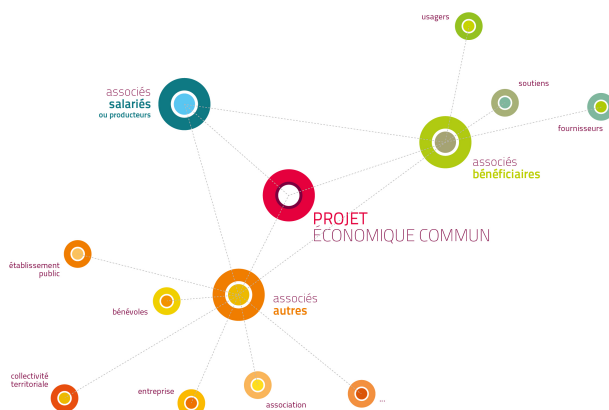 usagers
soutiens
fournisseurs
associés
salariés
ou producteurs
associés
bénéficiaires
PROJET
ÉCONOMIQUE COMMUN
établissement
public
bénévoles
associés
autres
collectivité
territoriale
entreprise
association
...